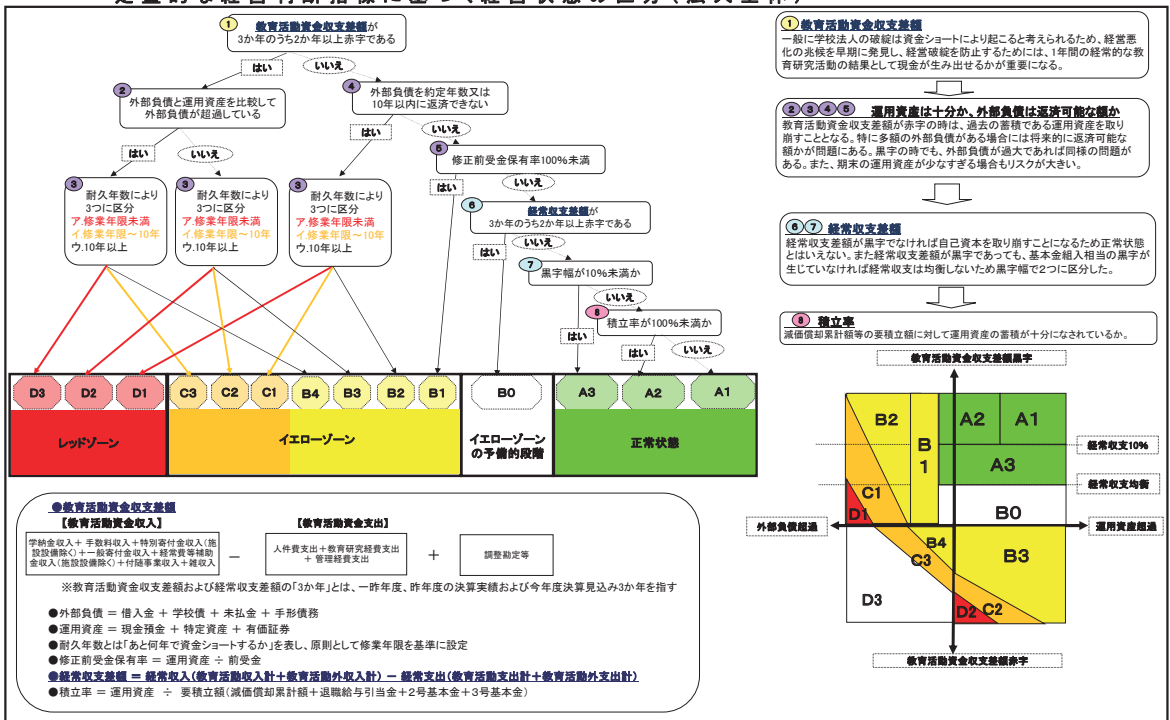 定量的な経営判断指標に基づく経営状態の区分(法人全体)
1
教育活動資金収支差額が
3か年のうち2か年以上赤字である
はい
いいえ
2
外部負債と運用資産を比較して
外部負債が超過している
4
外部負債を約定年数又は
10年以内に返済できない
はい
いいえ
はい
いいえ
5
修正前受金保有率100%未満
はい
いいえ
3
耐久年数により
3つに区分
ア.修業年限未満
イ.修業年限～10年
ウ.10年以上
3
耐久年数により
3つに区分
ア.修業年限未満
イ修業年限～10年
ウ.10年以上
3
耐久年数により
3つに区分
ア.修業年限未満
イ修業年限～10年
ウ.10年以上
6
経常収支差額が
3か年のうち2か年以上赤字である
はい
いいえ
7
黒字幅が10%未満か
はい
いいえ
8
積立率が100%未満か
はい
いいえ
D3 D2 D1 C3 C2 C1 B4 B3 B2 B1 B0 A3 A2 A1
レッドゾーン
イエローゾーン
イエローゾーン
の予備的段階
正常状態
●教育活動資金収支差額
【教育活動資金収入】
【教育活動資金支出】
学納金収入+ 手数料収入+特別寄付金収入(施
設設備除く)+一般寄付金収入+経常費等補助
金収入(施設設備除く)+付随事業収入+雑収入
－
人件費支出+教育研究経費支出
+ 管理経費支出
+
調整勘定等
※教育活動資金収支差額および経常収支差額の「3か年」とは、一昨年度、昨年度の決算実績および今年度決算見込み3か年を指す
●外部負債 = 借入金 + 学校債 + 未払金 + 手形債務
●運用資産 = 現金預金 + 特定資産 + 有価証券
●耐久年数とは「あと何年で資金ショートするか」を表し、原則として修業年限を基準に設定
●修正前受金保有率 = 運用資産 ÷ 前受金
●経常収支差額 = 経常収入(教育活動収入計+教育活動外収入計) － 経常支出(教育活動支出計+教育活動外支出計)
●積立率 = 運用資産 ÷ 要積立額(減価償却累計額+退職給与引当金+2号基本金+3号基本金)
1 教育活動資金収支差額
一般に学校法人の破綻は資金ショートにより起こると考えられるため、経営悪
化の兆候を早期に発見し、経営破綻を防止するためには、1年間の経常的な教
育研究活動の結果として現金が生み出せるかが重要になる。
2 3 4 5 運用資産は十分か、外部負債は返済可能な額か
教育活動資金収支差額が赤字の時は、過去の蓄積である運用資産を取り
崩すこととなる。特に多額の外部負債がある場合には将来的に返済可能な
額かが問題にある。黒字の時でも、外部負債が過大であれば同様の問題が
ある。また、期末の運用資産が少なすぎる場合もリスクが大きい。
6 7 経常収支差額
経常収支差額が黒字でなければ自己資本を取り崩すことになるため正常状態
とはいえない。また経常収支差額が黒字であっても、基本金組入相当の黒字が
生じていなければ経常収支は均衡しないため黒字幅で2つに区分した。
8 積立率
減価償却累計額等の要積立額に対して運用資産の蓄積が十分になされているか。
教育活動資金収支差額黒字
B2
B
1
A2
A1
経常収支10%
A3
経常収支均衡
C1
D1
B0
外部負債超過
運用資産超過
B4
C3
B3
D3
D2
C2
教育活動資金収支差額赤字